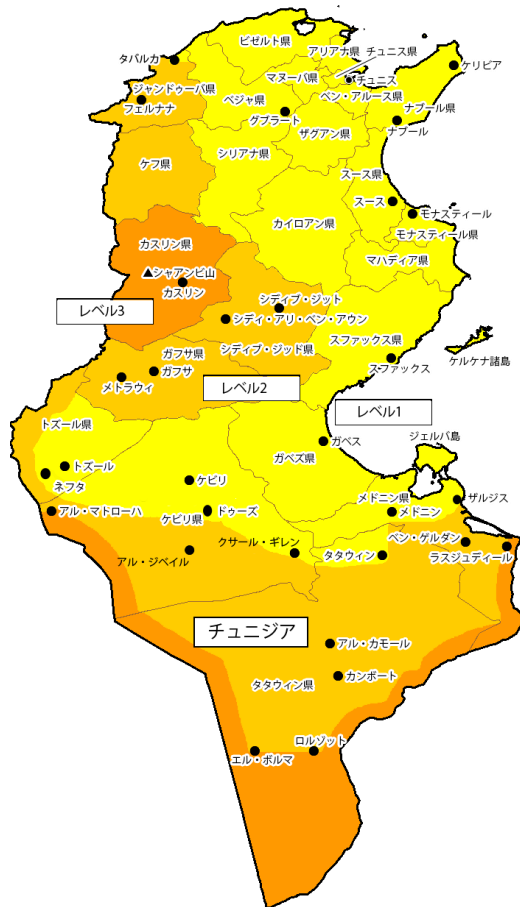 ビゼルト県
アリアナ県
チュニス県
タバルカ
マヌーバ県
チュニス
ケリビア
ジャンドゥーバ県
ベジャ県
ベン・アルース県
フェルナナ
グブラート
ナブール県
ザグアン県
ナブール
ケフ県
シリアナ県
スース県
スース
カイロアン県
モナスティール
モナスティール県
カスリン県
マハディア県
▲シャアンビ山
カスリン
シディブ・ジット
レベル3
シディ・アリ・ベン・アウン
スファックス県
シディブ・ジッド県
ガフサ県
ケルケナ諸島
ガフサ
スファックス
メトラウィ
レベル2
レベル1
トズール県
ガベス
ジェルバ島
ガベズ県
トズール
ネフタ
ケビリ
メドニン県
ザルジス
アル・マトローハ
ドゥーズ
メドニン
ケビリ県
ベン・ゲルダン
クサール・ギレン
タタウィン
ラスジュディール
アル・ジベイル
チュニジア
アル・カモール
カンボート
タタウィン県
ロルゾット
エル・ボルマ